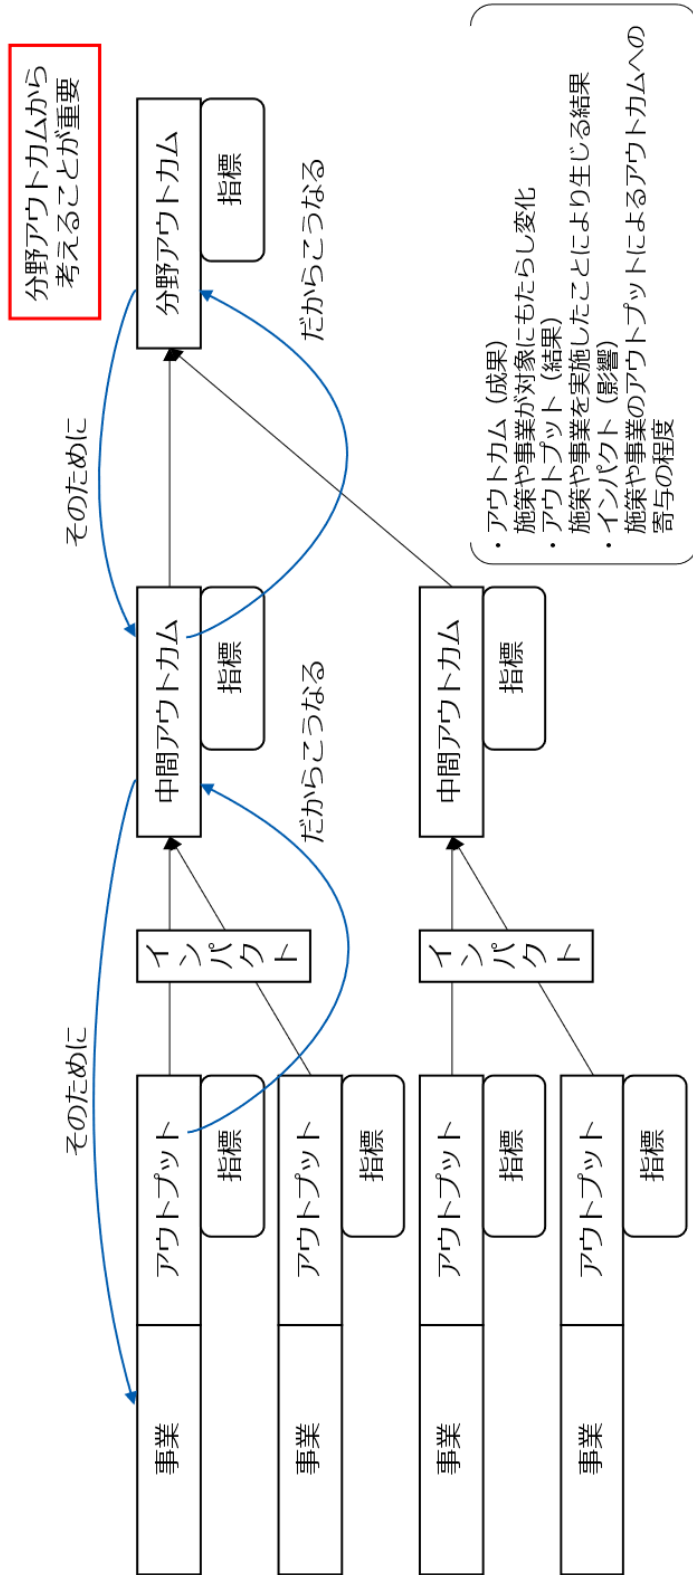 分野アウトカムから
考えることが重要
そのために
そのために
事業
アウトプット
指標
インパクト
中間アウトカム
指標
分野アウトカム
指標
だからこうなる
だからこうなる
事業
アウトプット
指標
事業
アウトプット
指標
インパクト
中間アウトカム
指標
事業
アウトプット
指標
・アウトカム（成果）
施策や事業が対象にもたらし変化
・アウトプット（結果）
施策や事業を実施したことにより生じる結果
・インパクト（影響）
施策や事業のアウトプットによるアウトカムへの
寄与の程度